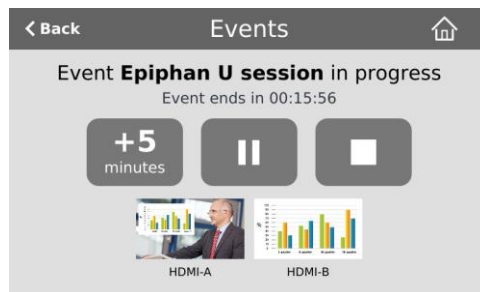 Back
Events
Event Epiphan U session in progress
Event ends in 00:15:56
+5
minutes
HDMI-A
HDMI-B